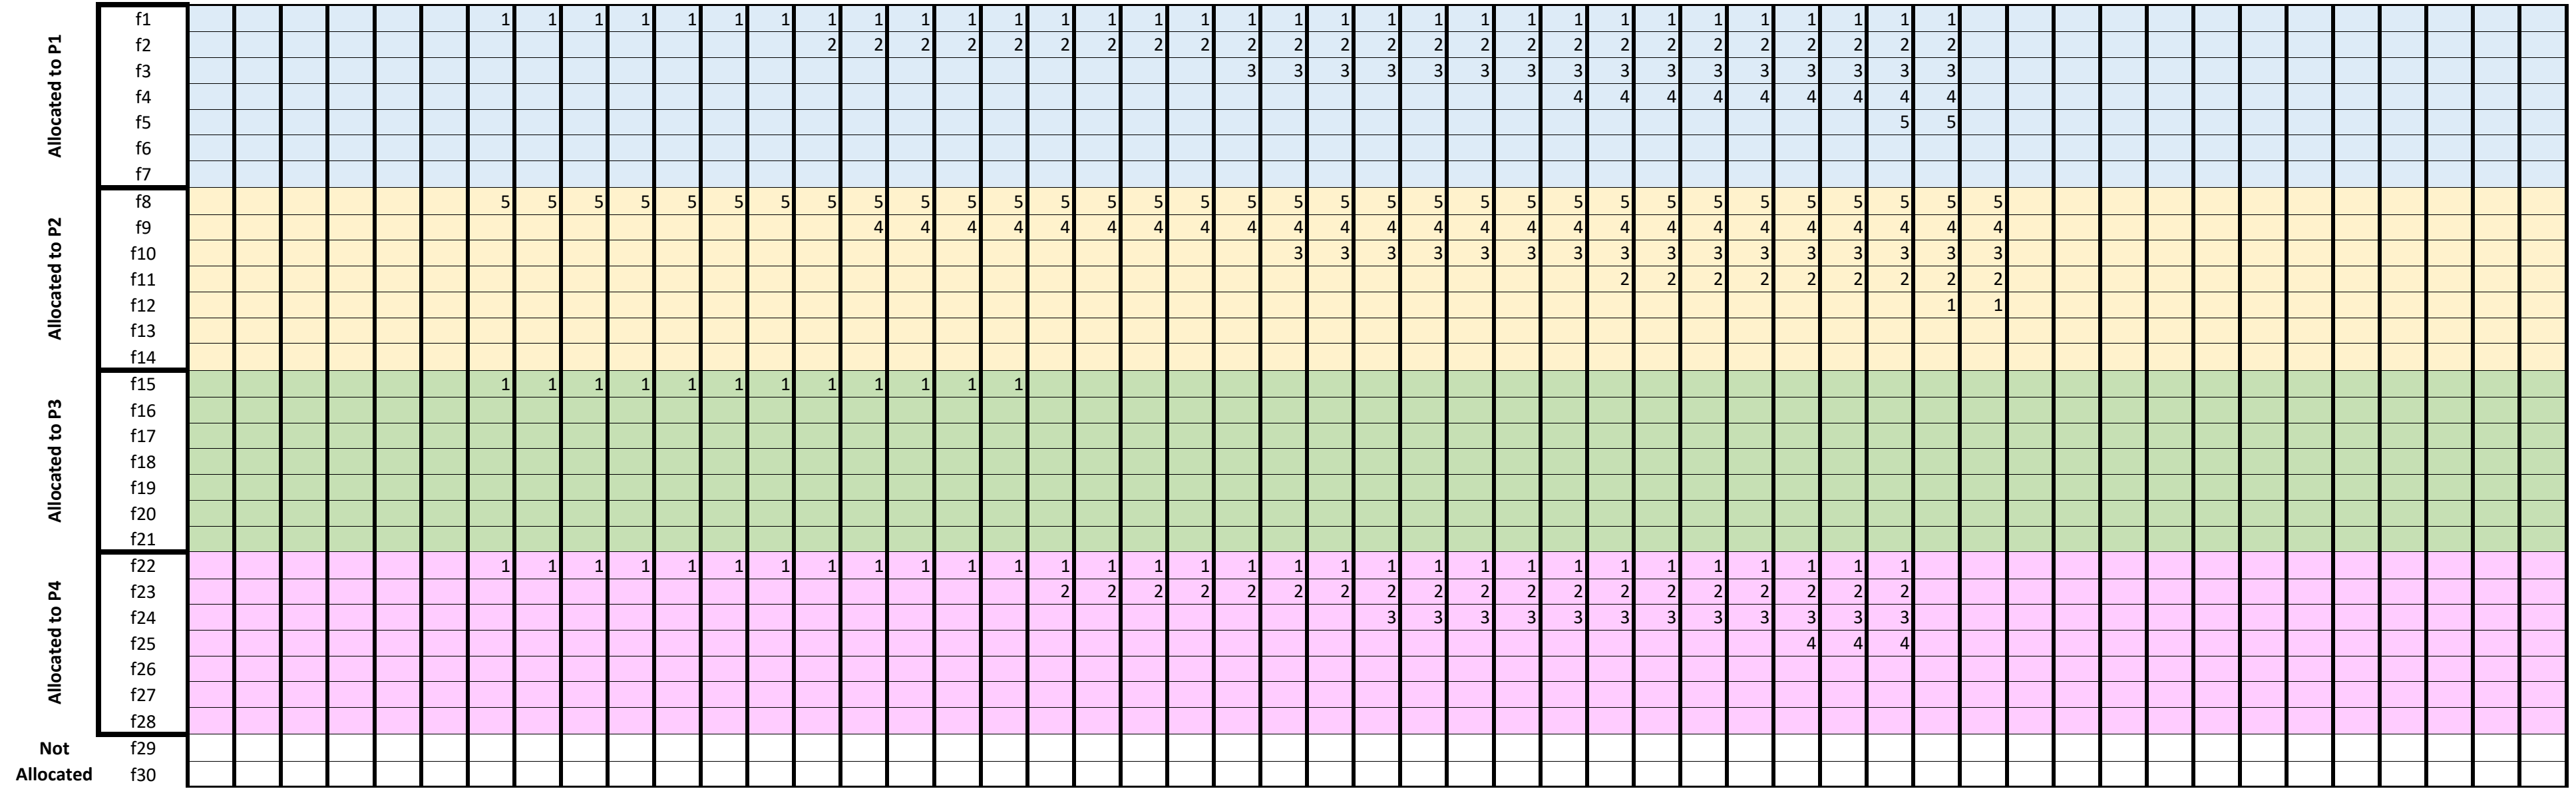 Allocated to P1
f1 1 1 1 1 1 1 1 1 1 1 1 1 1 1 1 1 1 1 1 1 1 1 1 1 1 1 1 1 1 1 1 1
f2 2 2 2 2 2 2 2 2 2 2 2 2 2 2 2 2 2 2 2 2 2 2 2 2 2
f3 3 3 3 3 3 3 3 3 3 3 3 3 3 3 3 3
f4 4 4 4 4 4 4 4 4 4
f5 5 5
f6
f7
Allocated to P2
f8 5 5 5 5 5 5 5 5 5 5 5 5 5 5 5 5 5 5 5 5 5 5 5 5 5 5 5 5 5 5 5 5 5
f9 4 4 4 4 4 4 4 4 4 4 4 4 4 4 4 4 4 4 4 4 4 4 4 4 4
f10 3 3 3 3 3 3 3 3 3 3 3 3 3 3 3 3
f11 2 2 2 2 2 2 2 2 2
f12 1 1
f13
f14
Allocated to P3
f15 1 1 1 1 1 1 1 1 1 1 1 1
f16
f17
f18
f19
f20
f21
Allocated to P4
f22 1 1 1 1 1 1 1 1 1 1 1 1 1 1 1 1 1 1 1 1 1 1 1 1 1 1 1 1 1 1 1
f23 2 2 2 2 2 2 2 2 2 2 2 2 2 2 2 2 2 2 2
f24 3 3 3 3 3 3 3 3 3 3 3 3
f25 4 4 4
f26
f27
f28
Not f29
Allocated f30